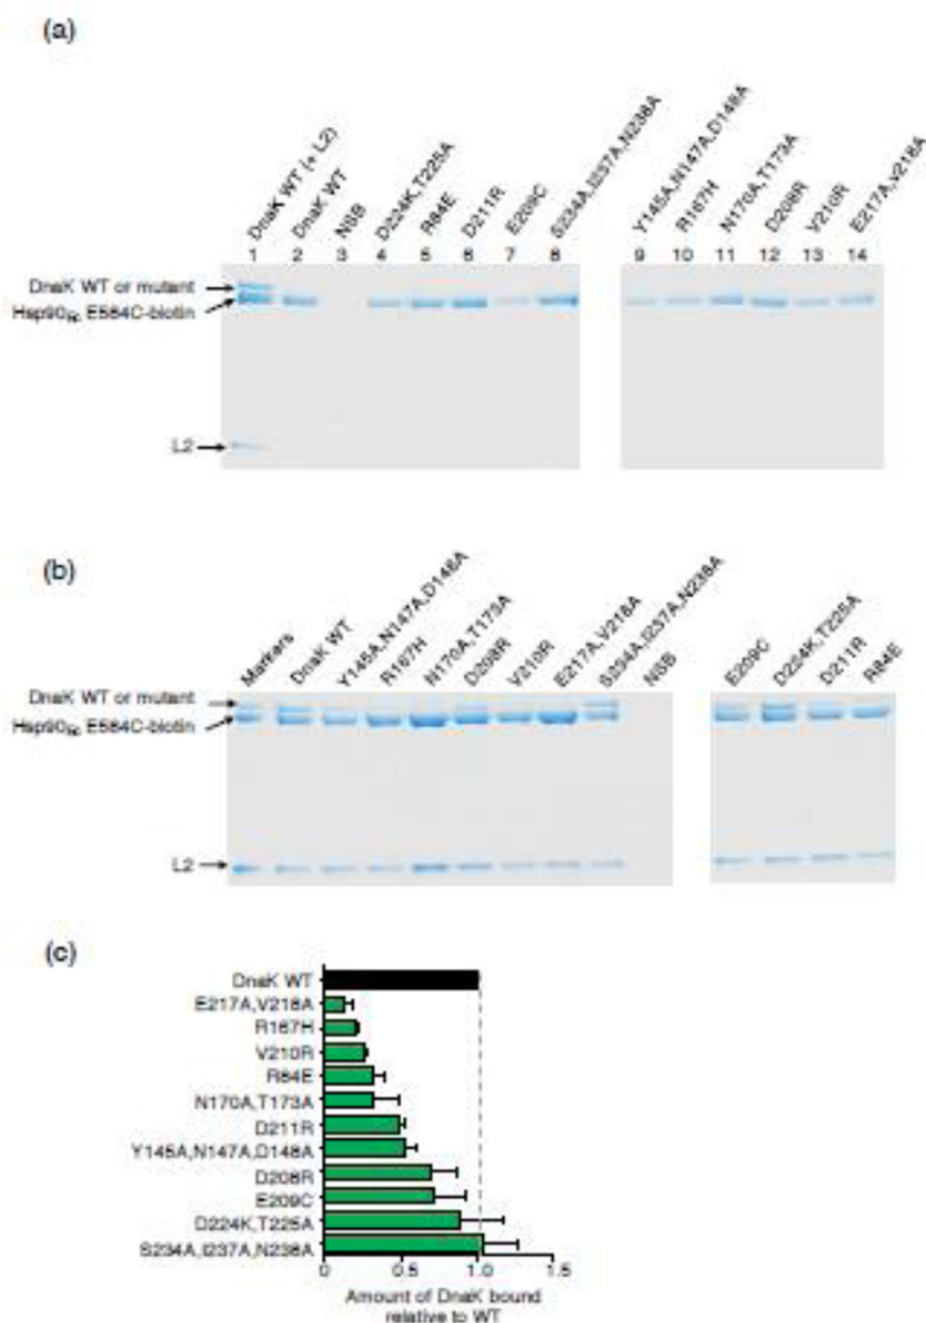 (a)
DnaK WT (+ L2)
DnaK WT
NSB
D224K,T225A
R84E
D211R
E209C
S234A,I237A,N238A
Y145A,N147A,D148A
R167H
N170A,T173A
D208R
V210R
E217A,v218A
1 2 3 4 5 6 7 8 9 10 11 12 13 14
DnaK WT or mutant
Hsp90Ec E584C-biotin
L2
(b)
Markers
DnaK WT
Y145A,N147A,D148A
R167H
N170A,T173A
D208R
V210R
E217A,V218A
S234A,I237A,N238A
NSB
E209C
D224K,T225A
D211R
R84E
DnaK WT or mutant
Hsp90Ec E584C-biotin
L2
(c)
DnaK WT
E217A,V218A
R167H
V210R
R84E
N170A,T173A
D211R
Y145A,N147A,D148A
D208R
E209C
D224K,T225A
S234A,I237A,N238A
0 0.5 1.0 1.5
Amount of DnaK bound
relative to WT